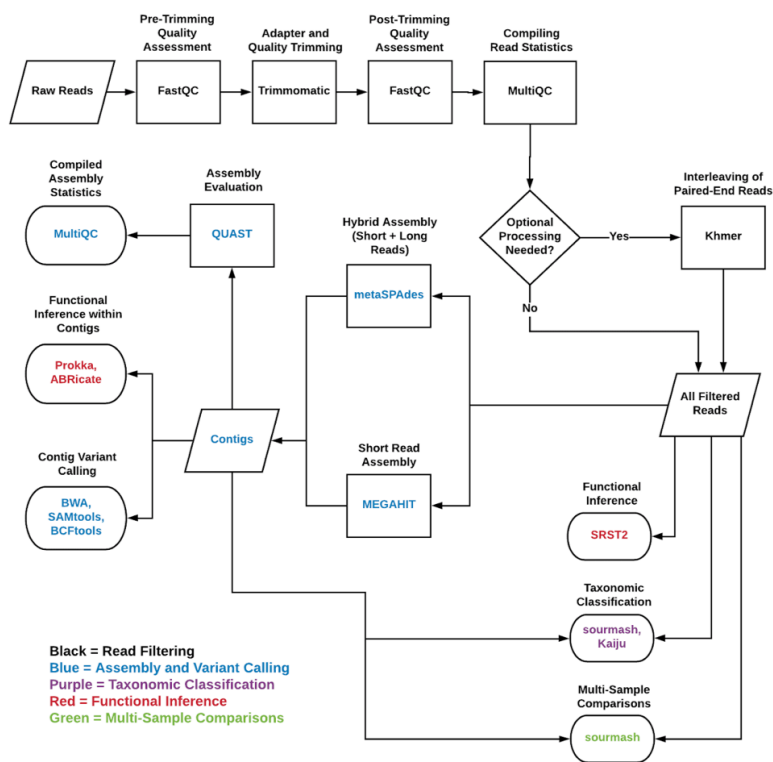 Pre-Trimming
Quality
Assessment
Adapter and
Quality Trimming
Post-Trimming
Quality
Assessment
Compiling
Read Statistics
Raw Reads
FastQC
Trimmomatic
FastQC
MultiQC
Compiled
Assembly
Statistics
Assembly
Evaluation
Hybrid Assembly
(Short + Long
Reads)
Interleaving of
Paired-End Reads
MultiQC
QUAST
Optional
Processing
Needed?
Yes
Khmer
metaSPAdes
No
Functional
Inference within
Contigs
Prokka,
ABRicate
All Filtered
Reads
Contigs
Short Read
Assembly
MEGAHIT
Contig Variant
Calling
BWA,
SAMtools,
BCFtools
Functional
Inference
SRST2
Taxonomic
Classification
sourmash,
Kaiju
Multi-Sample
Comparisons
sourmash
Black = Read Filtering
Blue = Assembly and Variant Calling
Purple = Taxonomic Classification
Red = Functional Inference
Green = Multi-Sample Comparisons